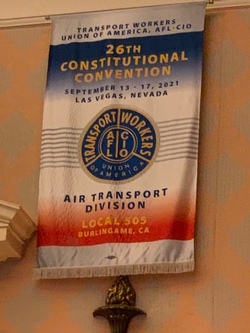 TRANSPORT WORKERS
UNION OF AMERICA, AFL-CIO
26TH
CONSTITUTIONAL
CONVENTION
SEPTEMBER 13 - 17, 2021
LAS VEGAS, NEVADA
TRANSPORT WORKERS
AFL
CIO
UNION
OF AMERICA
AIR TRANSPORT
DIVISION
LOCAL 505
BURLINGAME, CA